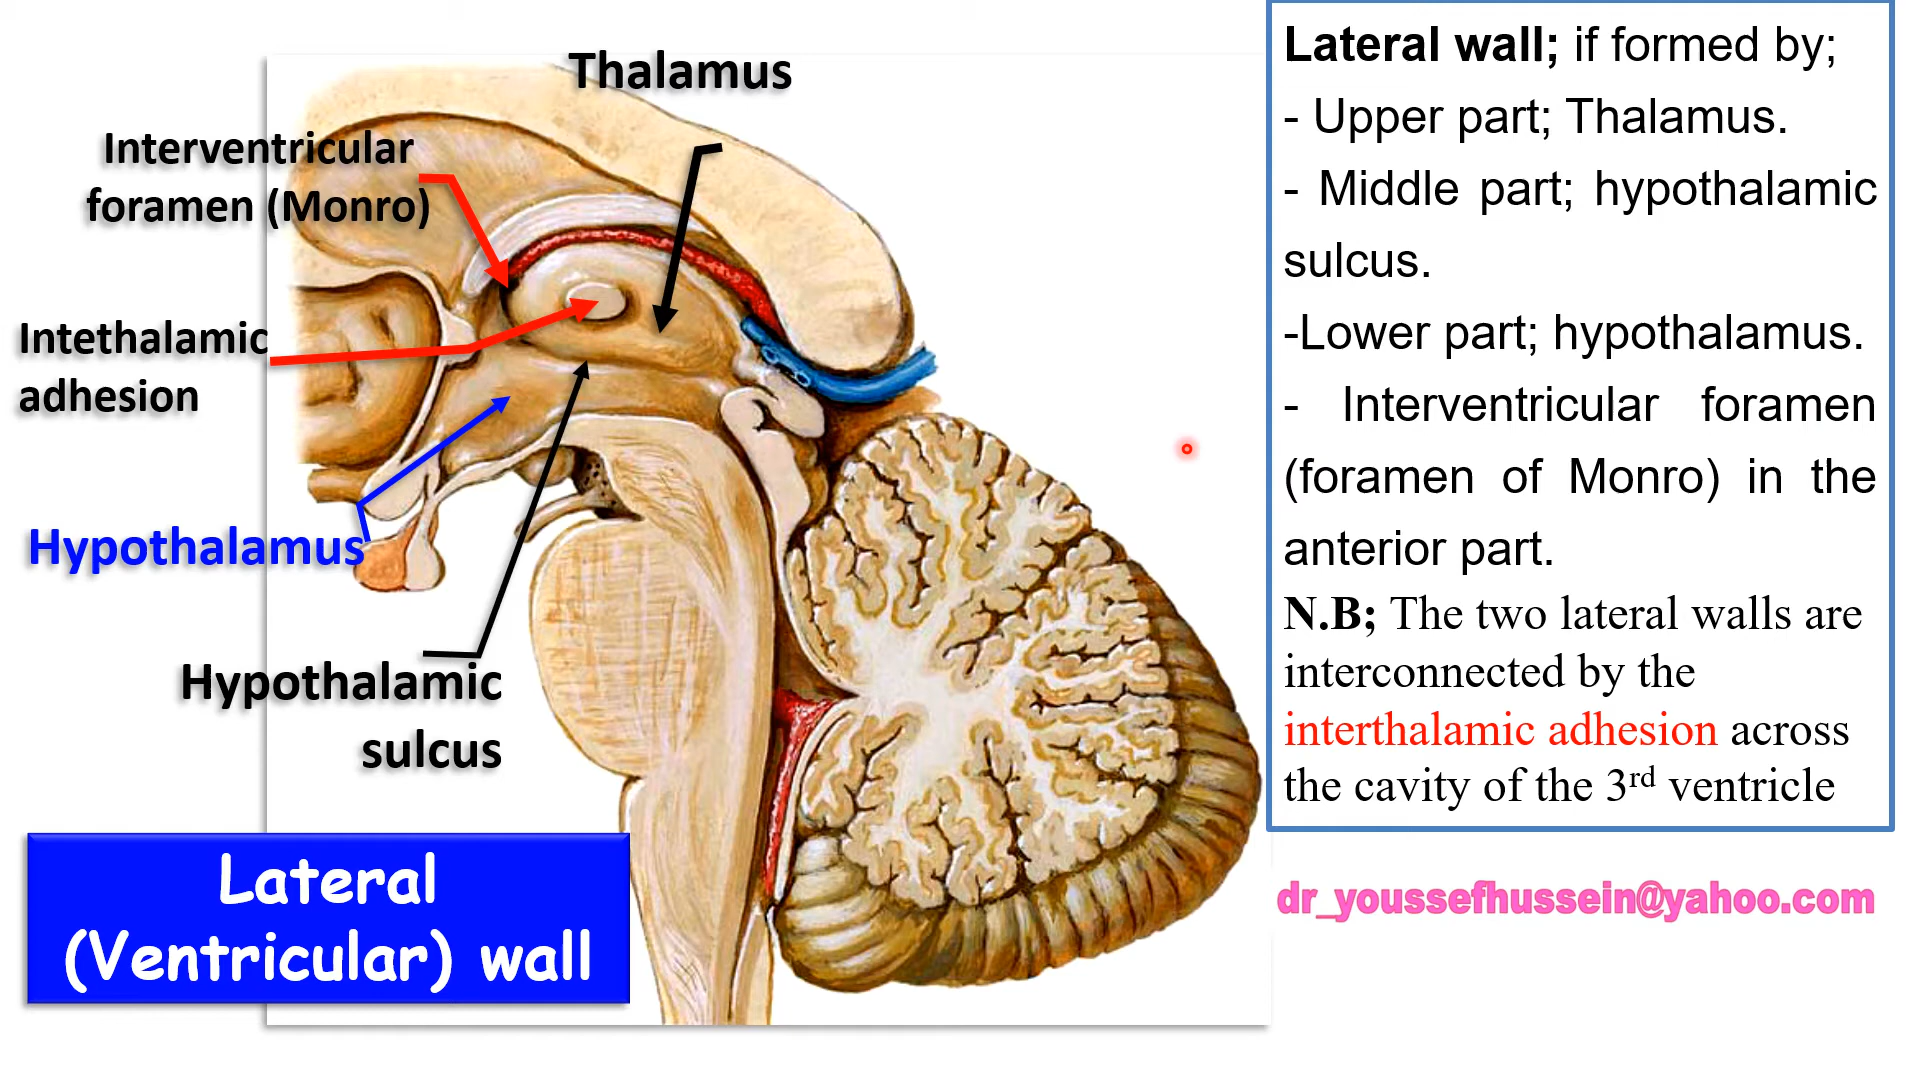 Thalamus
Interventricular
foramen (Monro)
Intethalamic
adhesion
Hypothalamus
Hypothalamic
sulcus
Lateral
(Ventricular) wall
Lateral wall; if formed by;
- Upper part; Thalamus.
- Middle part; hypothalamic
sulcus.
-Lower part; hypothalamus.
- Interventricular foramen
(foramen of Monro) in the
anterior part.
N.B; The two lateral walls are
interconnected by the
interthalamic adhesion across
the cavity of the 3rd ventricle
dr_youssefhussein@yahoo.com